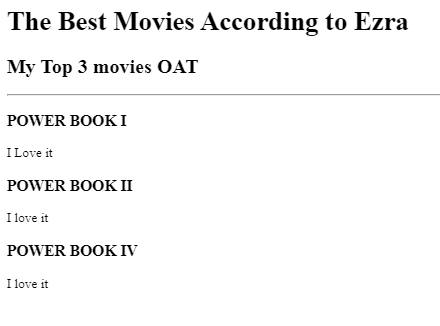 The Best Movies According to Ezra
My Top 3 movies OAT
POWER BOOK I
I Love it
POWER BOOK II
I love it
POWER BOOK IV
I love it